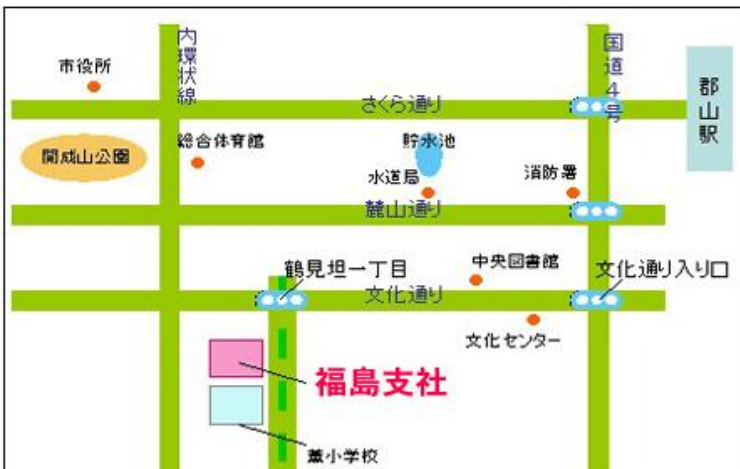 市役所
内環状線
国道4号
郡山駅
さくら通り
開成山公園
総合体育館
貯水池
水道局
消防署
麓山通り
鶴見坦一丁目
中央図書館
文化通り入り口
文化通り
文化センター
福島支社
薫小学校